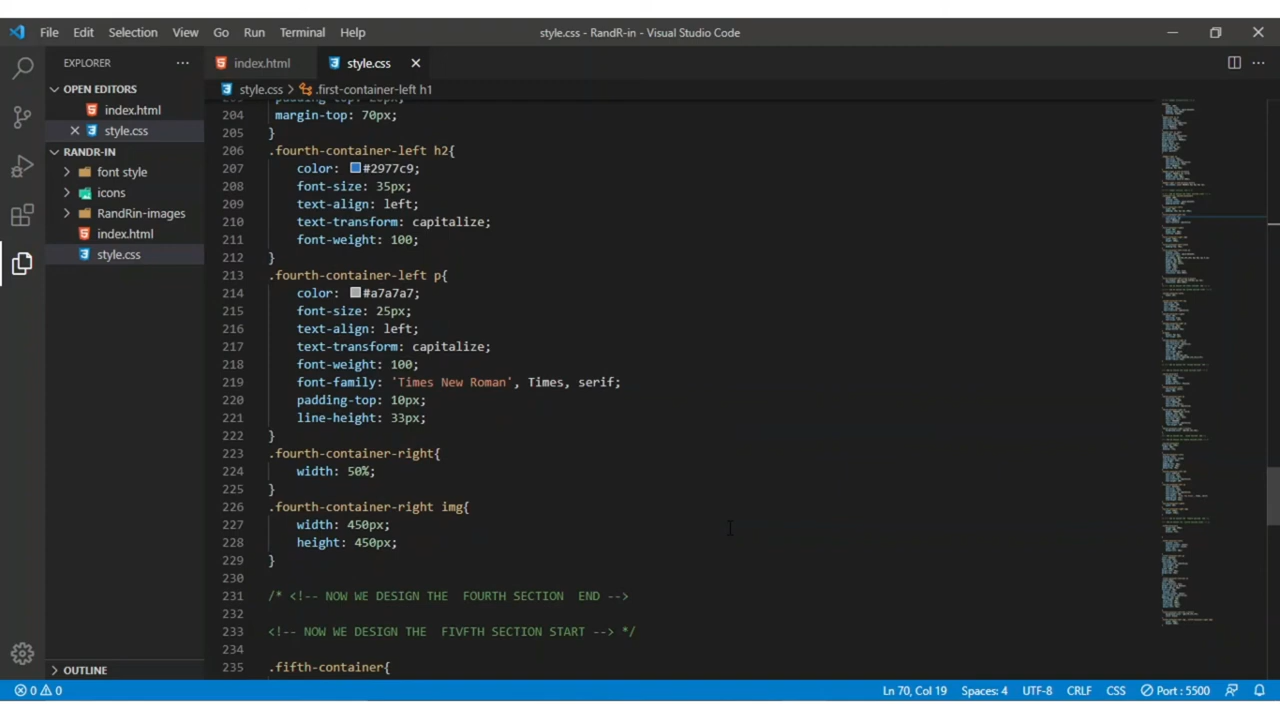 File Edit Selection View Go Run Terminal Help
style.css - RandR-in - Visual Studio Code
EXPLORER
OPEN EDITORS
index.html
style.css
RANDR-IN
font style
icons
RandRin-images
index.html
style.css
OUTLINE
index.html style.css
style.css > .first-container-left h1
204 margin-top: 70px;
205 }
206 .fourth-container-left h2{
207 color: #2977c9;
208 font-size: 35px;
209 text-align: left;
210 text-transform: capitalize;
211 font-weight: 100;
212 }
213 .fourth-container-left p{
214 color: #a7a7a7;
215 font-size: 25px;
216 text-align: left;
217 text-transform: capitalize;
218 font-weight: 100;
219 font-family: 'Times New Roman', Times, serif;
220 padding-top: 10px;
221 line-height: 33px;
222 }
223 .fourth-container-right{
224 width: 50%;
225 }
226 .fourth-container-right img{
227 width: 450px;
228 height: 450px;
229 }
230
231 /* <!-- NOW WE DESIGN THE FOURTH SECTION END -->
232
233 <!-- NOW WE DESIGN THE FIVFTH SECTION START --> */
234
235 .fifth-container{
0 0
Ln 70, Col 19 Spaces: 4 UTF-8 CRLF CSS Port : 5500